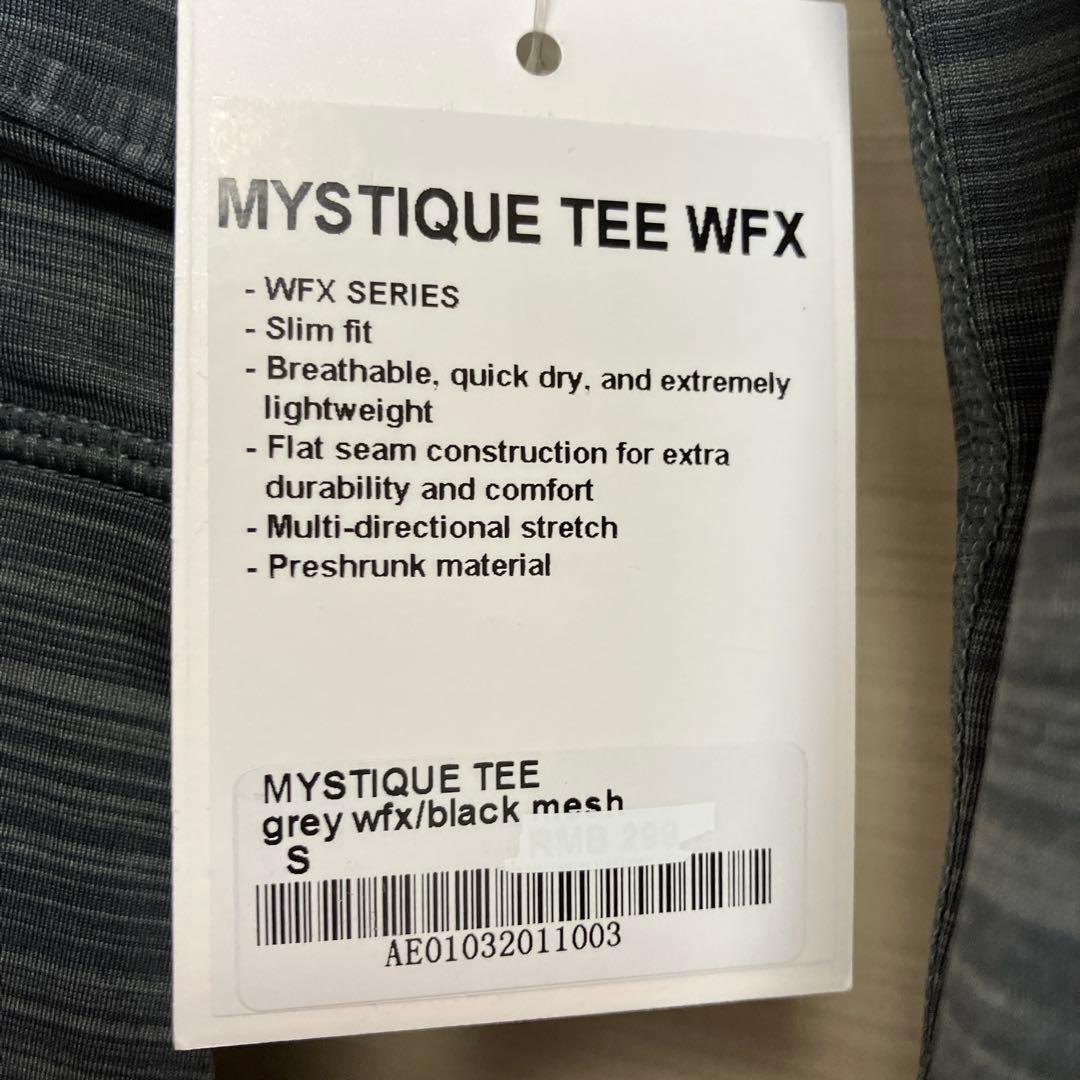 MYSTIQUE TEE WFX
- WFX SERIES
- Slim fit
- Breathable, quick dry, and extremely
lightweight
- Flat seam construction for extra
durability and comfort
- Multi-directional stretch
- Preshrunk material
MYSTIQUE TEE
grey wfx/black mesh
S
RMB
AE01032011003